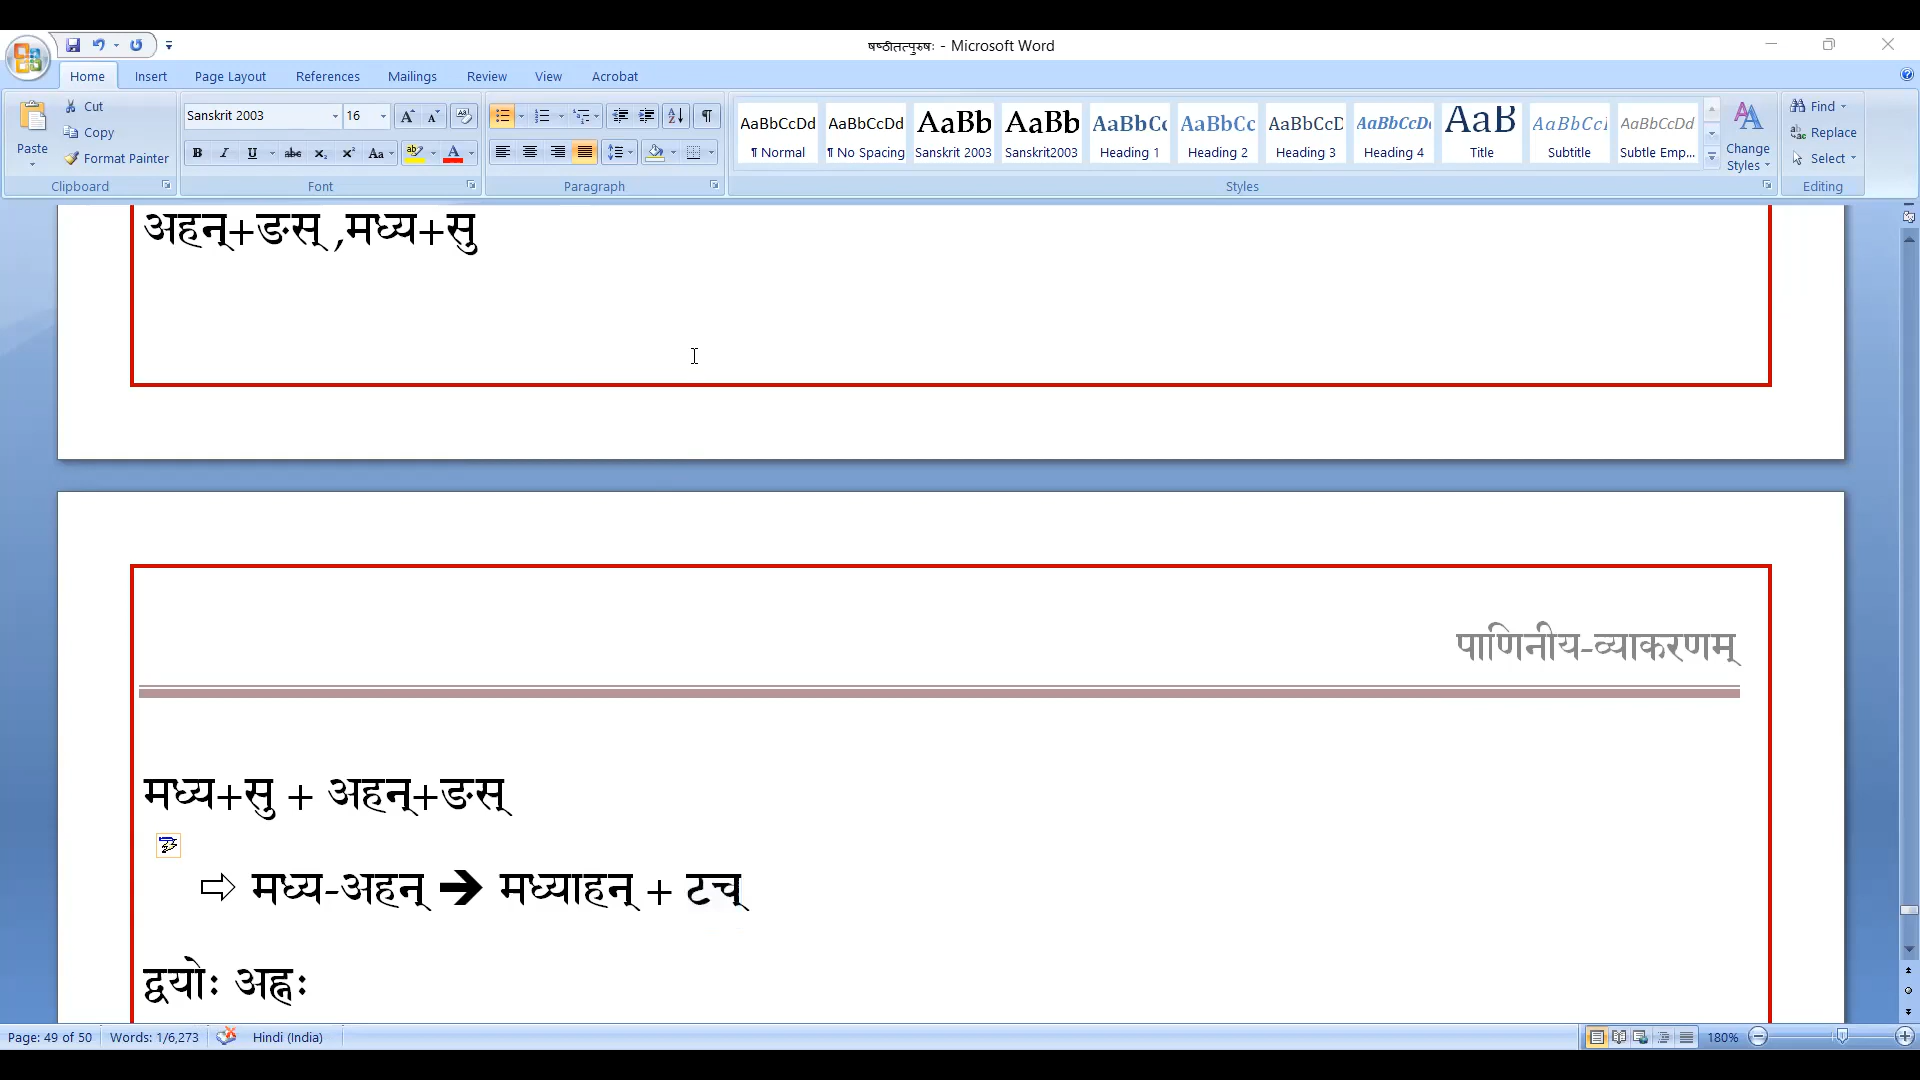 षष्ठीतत्पुरुषः - Microsoft Word
Home Insert Page Layout References Mailings Review View Acrobat
Paste Cut Copy Format Painter
Clipboard
Sanskrit 2003 16
Font
Paragraph
AaBbCcDd AaBbCcDd AaBb AaBb AaBbCc AaBbCc AaBbCcD AaBbCcD AaB AaBbCcI AaBbCcDd
¶ Normal ¶ No Spacing Sanskrit 2003 Sanskrit2003 Heading 1 Heading 2 Heading 3 Heading 4 Title Subtitle Subtle Emp...
Change Styles
Styles
Find Replace Select
Editing
अहन्+ङस् ,मध्य+सु
पाणिनीय-व्याकरणम्
मध्य+सु + अहन्+ङस्
⇨ मध्य-अहन् ➔ मध्याहन् + टच्
द्वयोः अह्नः
Page: 49 of 50 Words: 1/6,273 Hindi (India) 180%